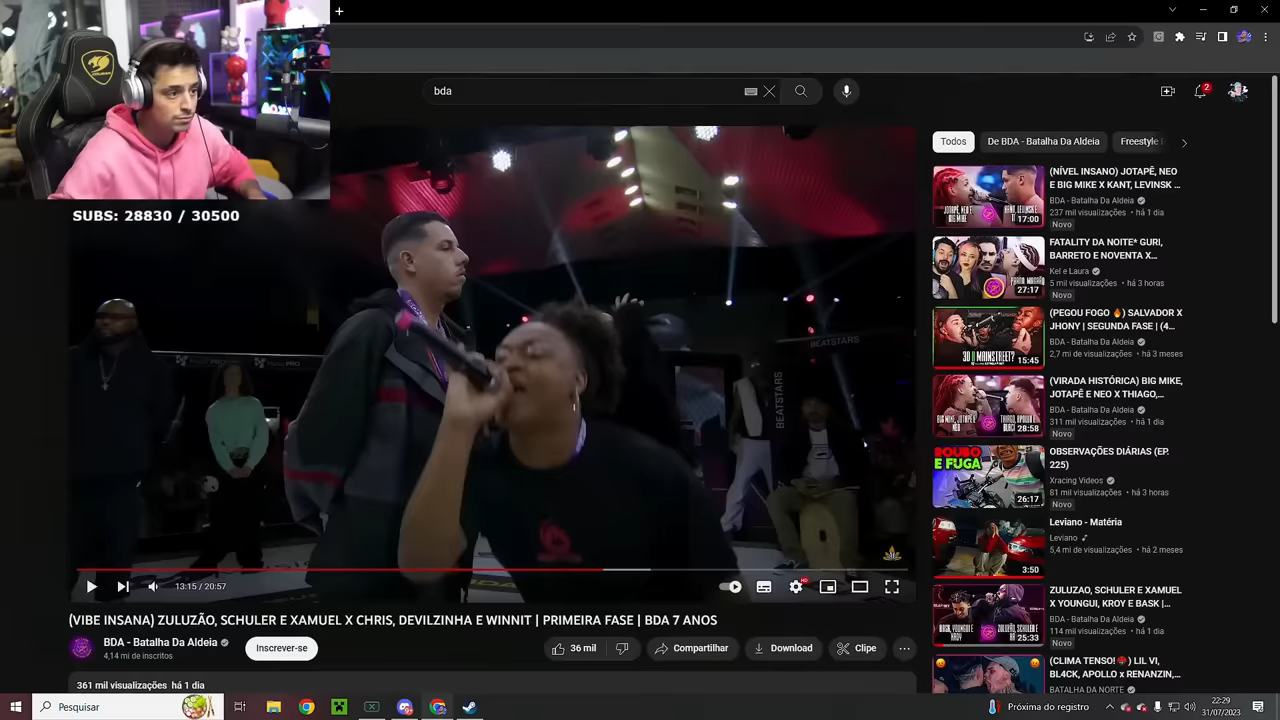 bda
2
SUBS: 28830 / 30500
COUGAR
BEATSTARS
BEATSTARS
13:15 / 20:57
HD
(VIBE INSANA) ZULUZÃO, SCHULER E XAMUEL X CHRIS, DEVILZINHA E WINNIT | PRIMEIRA FASE | BDA 7 ANOS
BDA - Batalha Da Aldeia
4,14 mi de inscritos
Inscrever-se
36 mil
Compartilhar
Download
Clipe
361 mil visualizações há 1 dia
Todos
De BDA - Batalha Da Aldeia
Freestyle
(NÍVEL INSANO) JOTAPÊ, NEO
E BIG MIKE X KANT, LEVINSK ...
BDA - Batalha Da Aldeia
237 mil visualizações • há 1 dia
Novo
17:00
FATALITY DA NOITE* GURI,
BARRETO E NOVENTA X...
Kel e Laura
5 mil visualizações • há 3 horas
Novo
27:17
(PEGOU FOGO 🔥) SALVADOR X
JHONY | SEGUNDA FASE | (4...
BDA - Batalha Da Aldeia
2,7 mi de visualizações • há 3 meses
30 MAINSTREET?
15:45
(VIRADA HISTÓRICA) BIG MIKE,
JOTAPÊ E NEO X THIAGO,...
BDA - Batalha Da Aldeia
311 mil visualizações • há 1 dia
Novo
28:58
OBSERVAÇÕES DIÁRIAS (EP.
225)
Xracing Videos
81 mil visualizações • há 3 horas
Novo
ROUBO
E FUGA
26:17
Leviano - Matéria
Leviano
5,4 mi de visualizações • há 2 meses
3:50
ZULUZAO, SCHULER E XAMUEL
X YOUNGUI, KROY E BASK |...
BDA - Batalha Da Aldeia
114 mil visualizações • há 1 dia
Novo
25:33
(CLIMA TENSO!😡) LIL VI,
BL4CK, APOLLO x RENANZIN,...
BATALHA DA NORTE
Pesquisar
Próxima do registro
22:29
31/07/2023